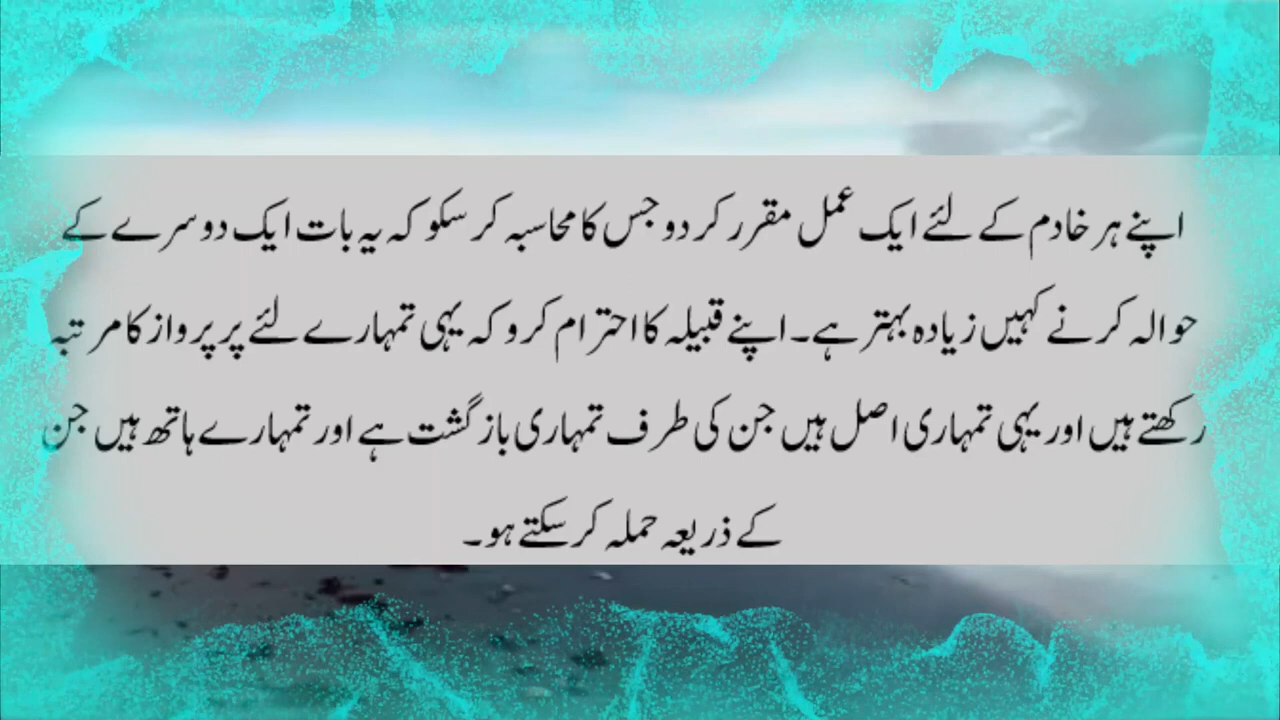 اپنے ہر خادم کے لئے ایک عمل مقرر کر دو جس کا محاسبہ کر سکو کہ یہ بات ایک دوسرے کے
حوالہ کرنے کہیں زیادہ بہتر ہے۔ اپنے قبیلہ کا احترام کرو کہ یہی تمہارے لئے پر پرواز کا مرتبہ
رکھتے ہیں اور یہی تمہاری اصل ہیں جن کی طرف تمہاری بازگشت ہے اور تمہارے ہاتھ ہیں جن
کے ذریعہ حملہ کر سکتے ہو۔